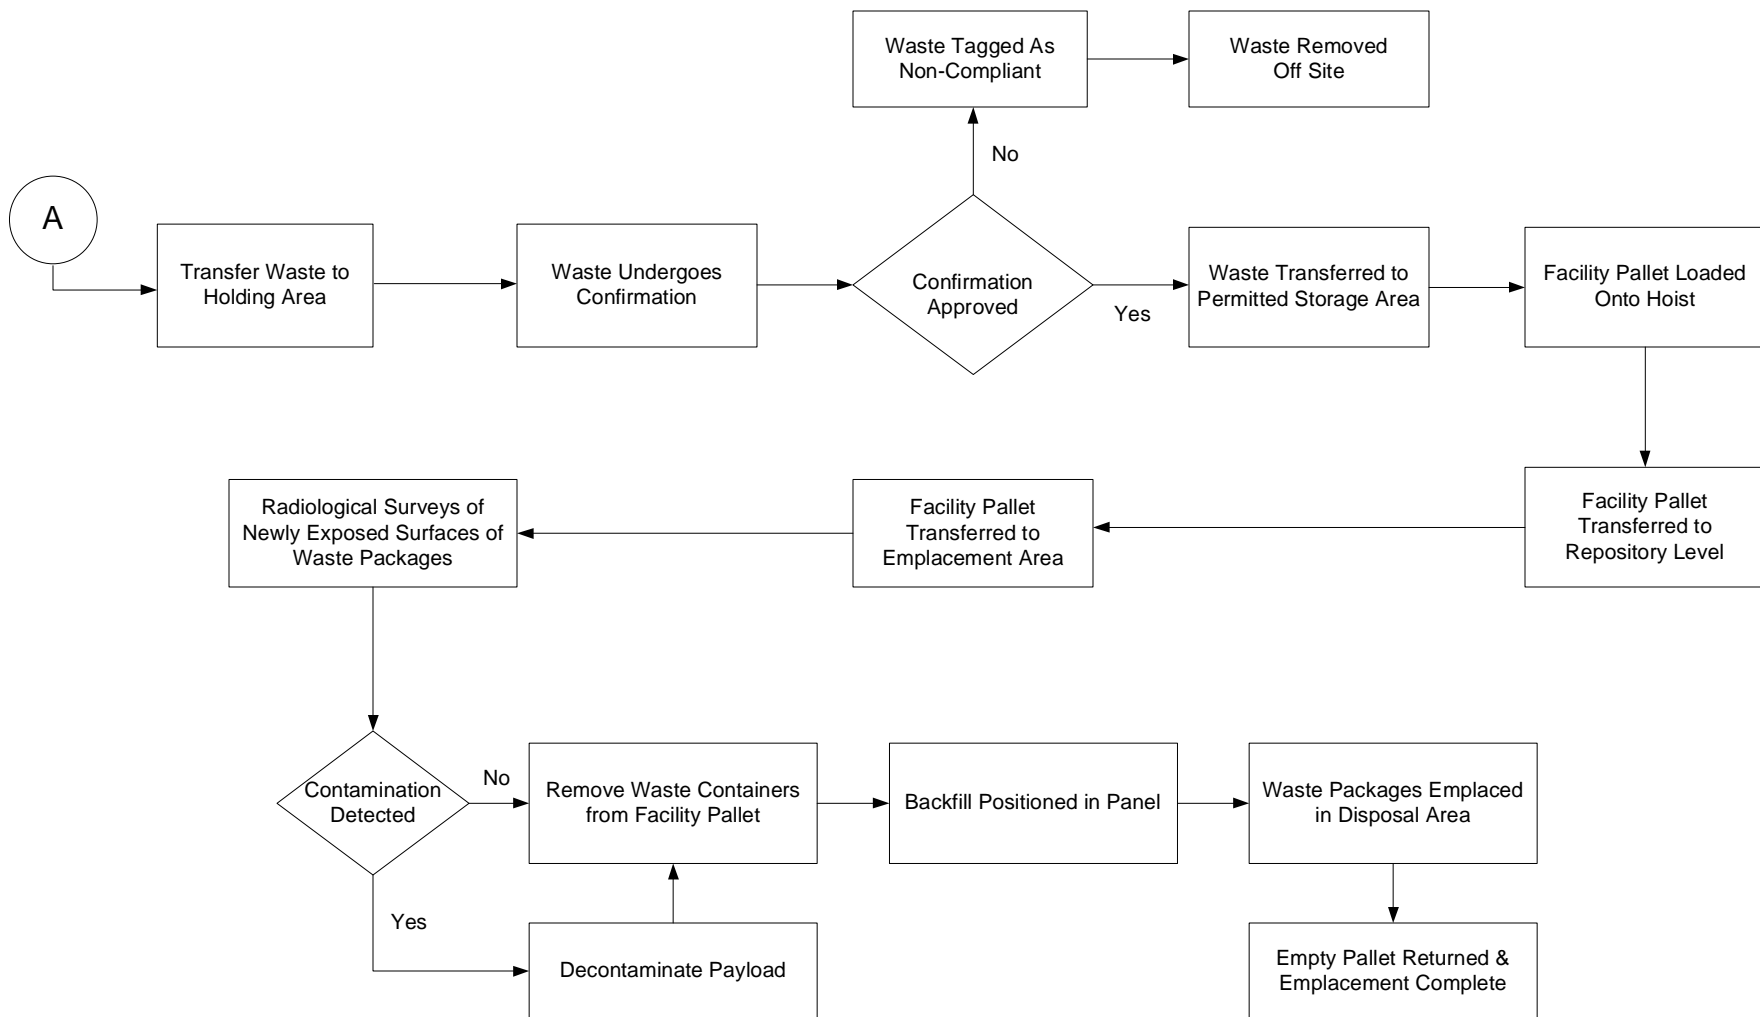 Waste Tagged As
Non-Compliant
Waste Removed
Off Site
No
A
Transfer Waste to
Holding Area
Waste Undergoes
Confirmation
Confirmation
Approved
Yes
Waste Transferred to
Permitted Storage Area
Facility Pallet Loaded
Onto Hoist
Radiological Surveys of
Newly Exposed Surfaces of
Waste Packages
Facility Pallet
Transferred to
Emplacement Area
Facility Pallet
Transferred to
Repository Level
Contamination
Detected
No
Remove Waste Containers
from Facility Pallet
Backfill Positioned in Panel
Waste Packages Emplaced
in Disposal Area
Yes
Decontaminate Payload
Empty Pallet Returned &
Emplacement Complete